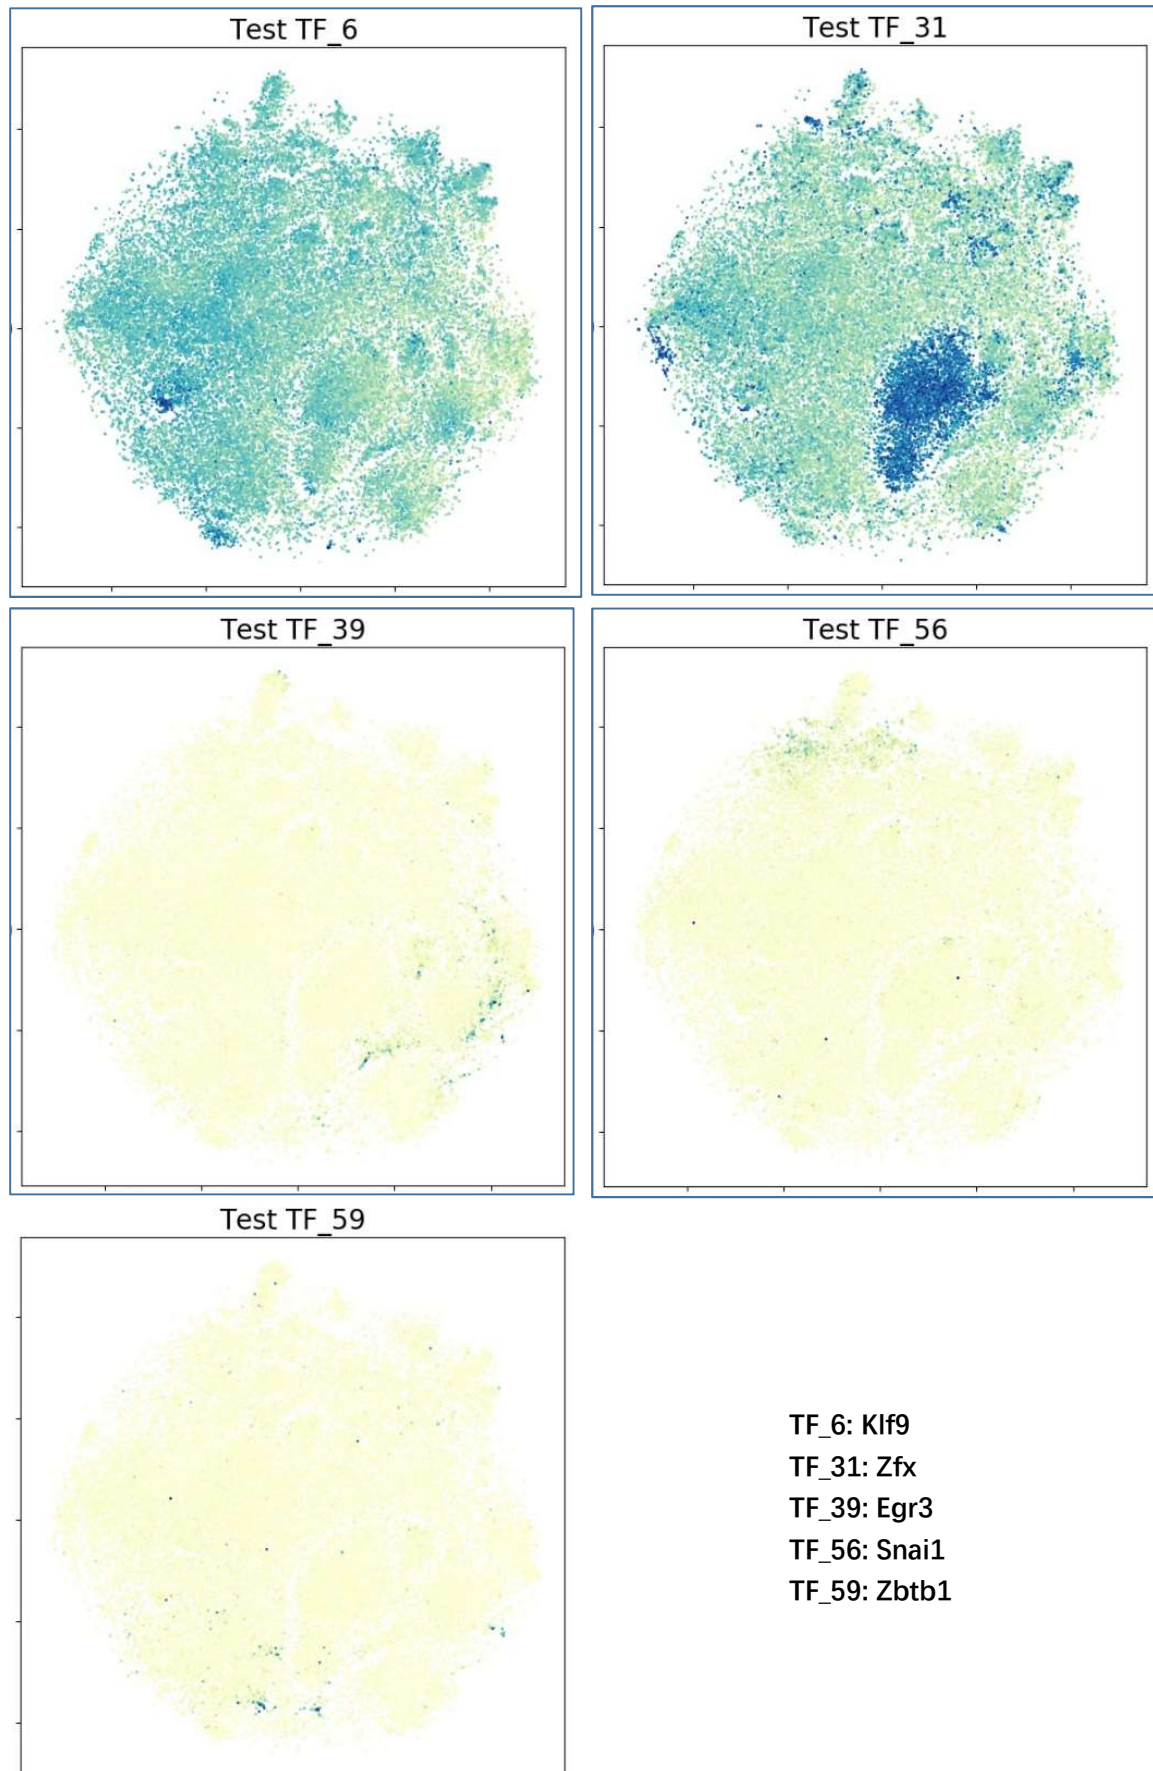 Test TF_6
Test TF_31
Test TF_39
Test TF_56
Test TF_59
TF_6: Klf9
TF_31: Zfx
TF_39: Egr3
TF_56: Snai1
TF_59: Zbtb1